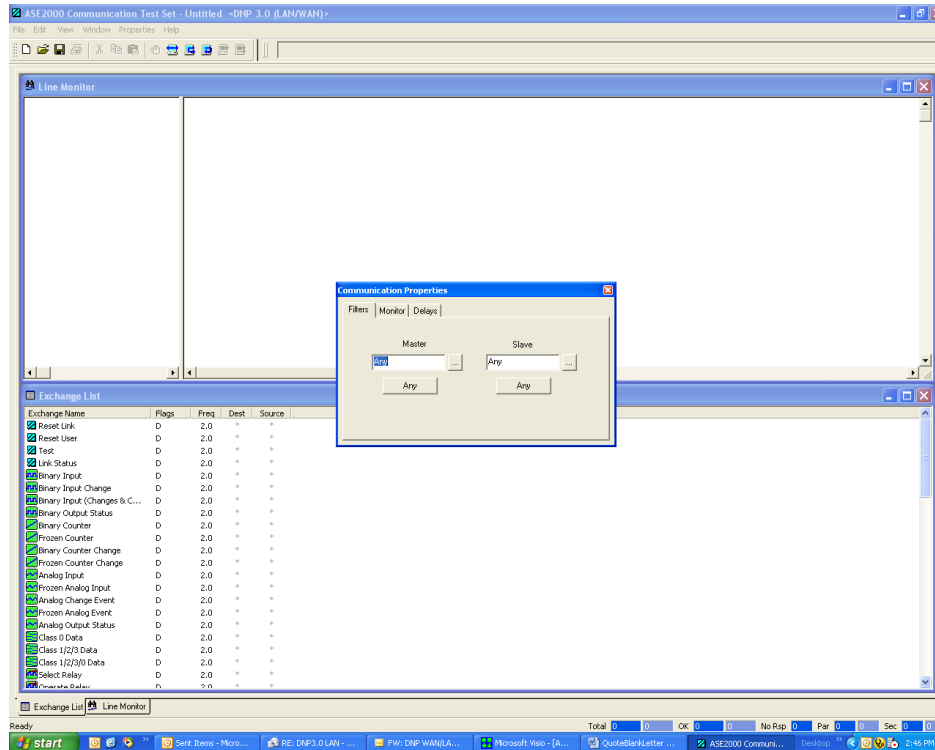 ASE2000 Communication Test Set - Untitled <DNP 3.0 (LAN/WAN)>
File Edit View Window Properties Help
Line Monitor
Communication Properties
Filters Monitor Delays
Master Slave
Any ... Any ...
Any Any
Exchange List
Exchange Name Flags Freq Dest Source
Reset Link D 2.0 * *
Reset User D 2.0 * *
Test D 2.0 * *
Link Status D 2.0 * *
Binary Input D 2.0 * *
Binary Input Change D 2.0 * *
Binary Input (Changes & C... D 2.0 * *
Binary Output Status D 2.0 * *
Binary Counter D 2.0 * *
Frozen Counter D 2.0 * *
Binary Counter Change D 2.0 * *
Frozen Counter Change D 2.0 * *
Analog Input D 2.0 * *
Frozen Analog Input D 2.0 * *
Analog Change Event D 2.0 * *
Frozen Analog Event D 2.0 * *
Analog Output Status D 2.0 * *
Class 0 Data D 2.0 * *
Class 1/2/3 Data D 2.0 * *
Class 1/2/3/0 Data D 2.0 * *
Select Relay D 2.0 * *
Operate Relay D 2.0 * *
Exchange List Line Monitor
Ready Total 0 0 OK 0 0 No Rsp 0 Par 0 0 Sec 0 0
start Sent Items - Micro... RE: DNP3.0 LAN - ... FW: DNP WAN/LA... Microsoft Visio - [A... QuoteBlankLetter ... ASE2000 Communi... Desktop 2:46 PM